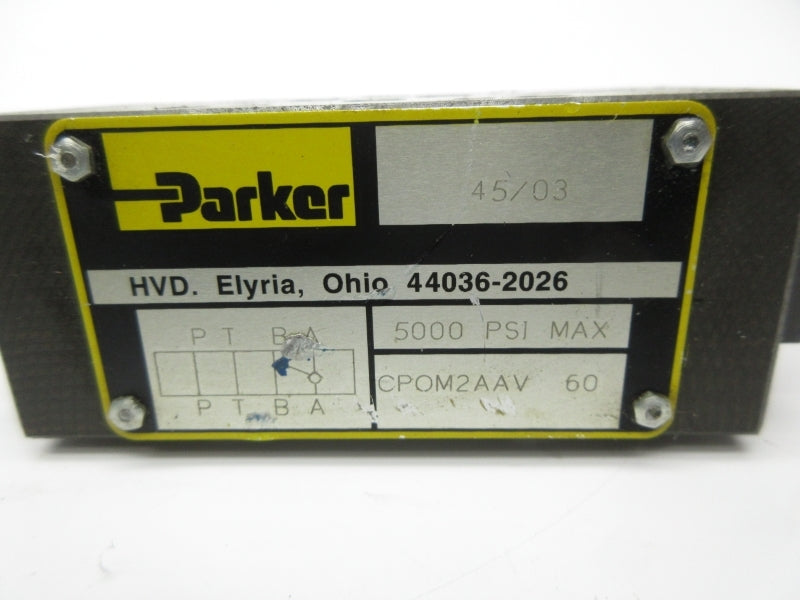 Parker
45/03
HVD. Elyria, Ohio 44036-2026
P T B A
P T B A
5000 PSI MAX
CPOM2AAV 60